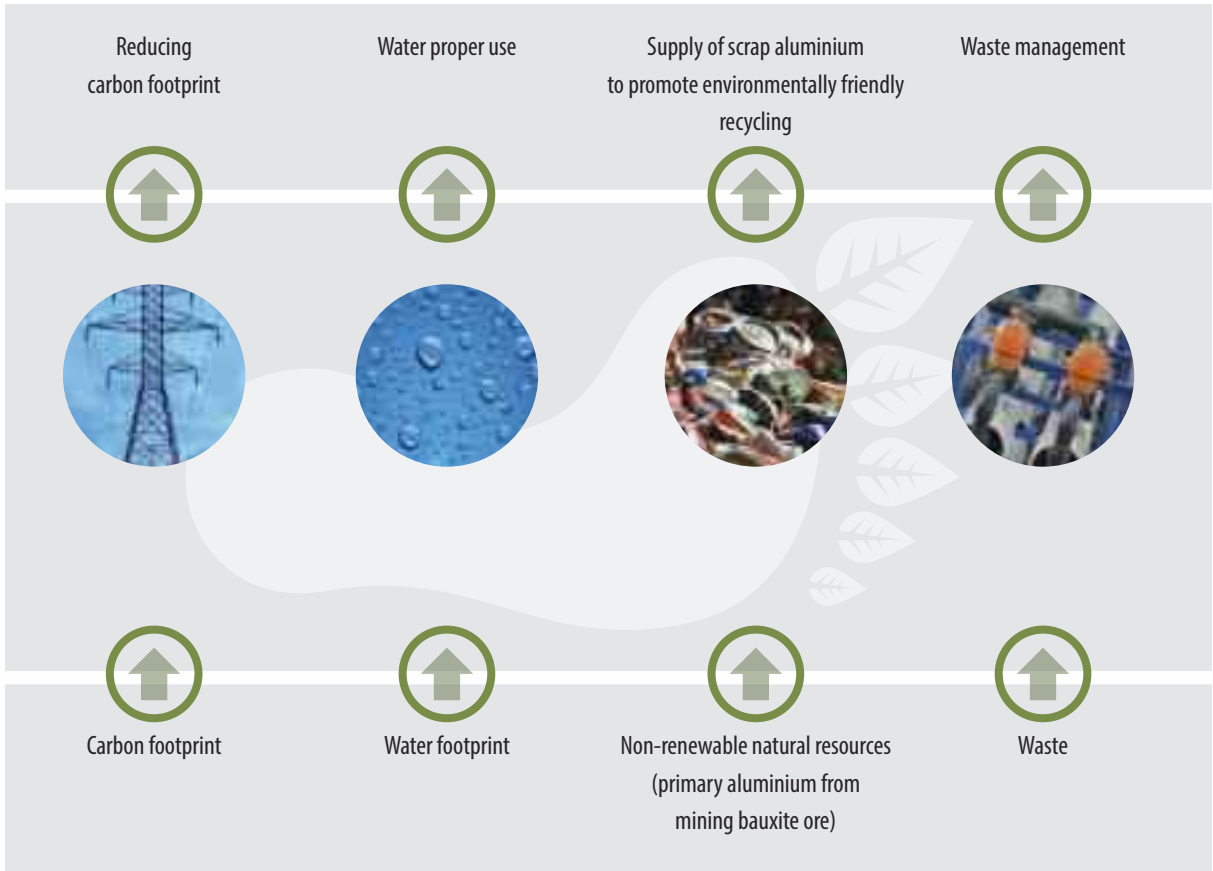 Reducing
carbon footprint
Water proper use
Supply of scrap aluminium
to promote environmentally friendly
recycling
Waste management
Carbon footprint
Water footprint
Non-renewable natural resources
(primary aluminium from
mining bauxite ore)
Waste